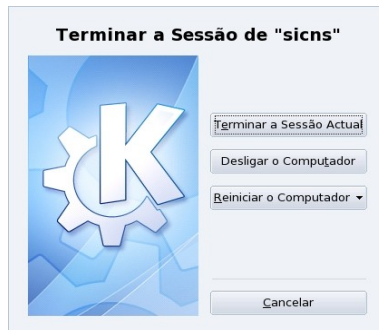 Terminar a Sessão de "sicns"
Terminar a Sessão Actual
Desligar o Computador
Reiniciar o Computador
Cancelar